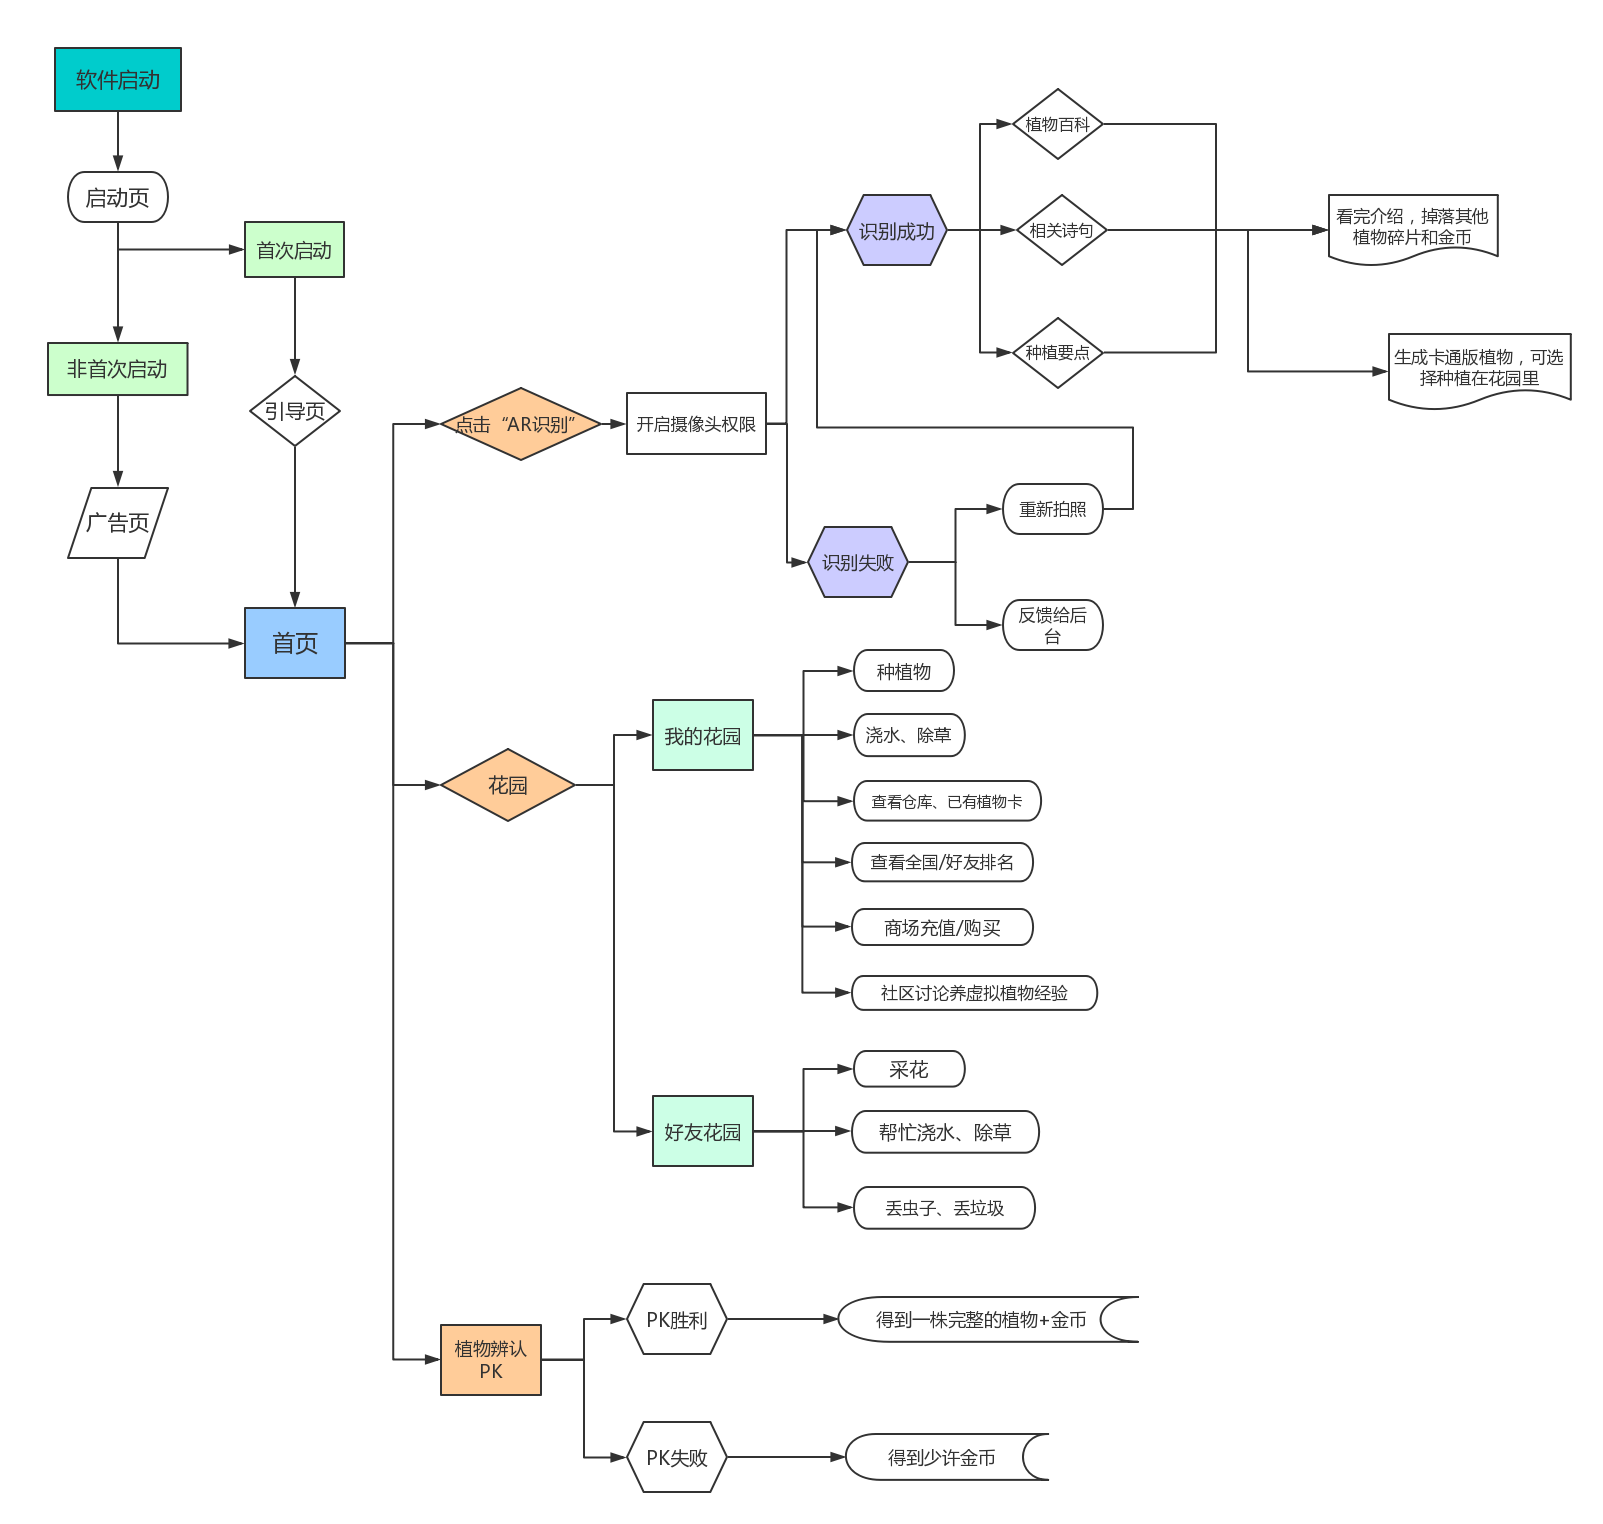 软件启动
启动页
首次启动
非首次启动
引导页
广告页
首页
点击“AR识别”
开启摄像头权限
识别成功
植物百科
相关诗句
种植要点
看完介绍，掉落其他
植物碎片和金币
生成卡通版植物，可选
择种植在花园里
识别失败
重新拍照
反馈给后
台
花园
我的花园
种植物
浇水、除草
查看仓库、已有植物卡
查看全国/好友排名
商场充值/购买
社区讨论养虚拟植物经验
好友花园
采花
帮忙浇水、除草
丢虫子、丢垃圾
植物辨认
PK
PK胜利
得到一株完整的植物+金币
PK失败
得到少许金币